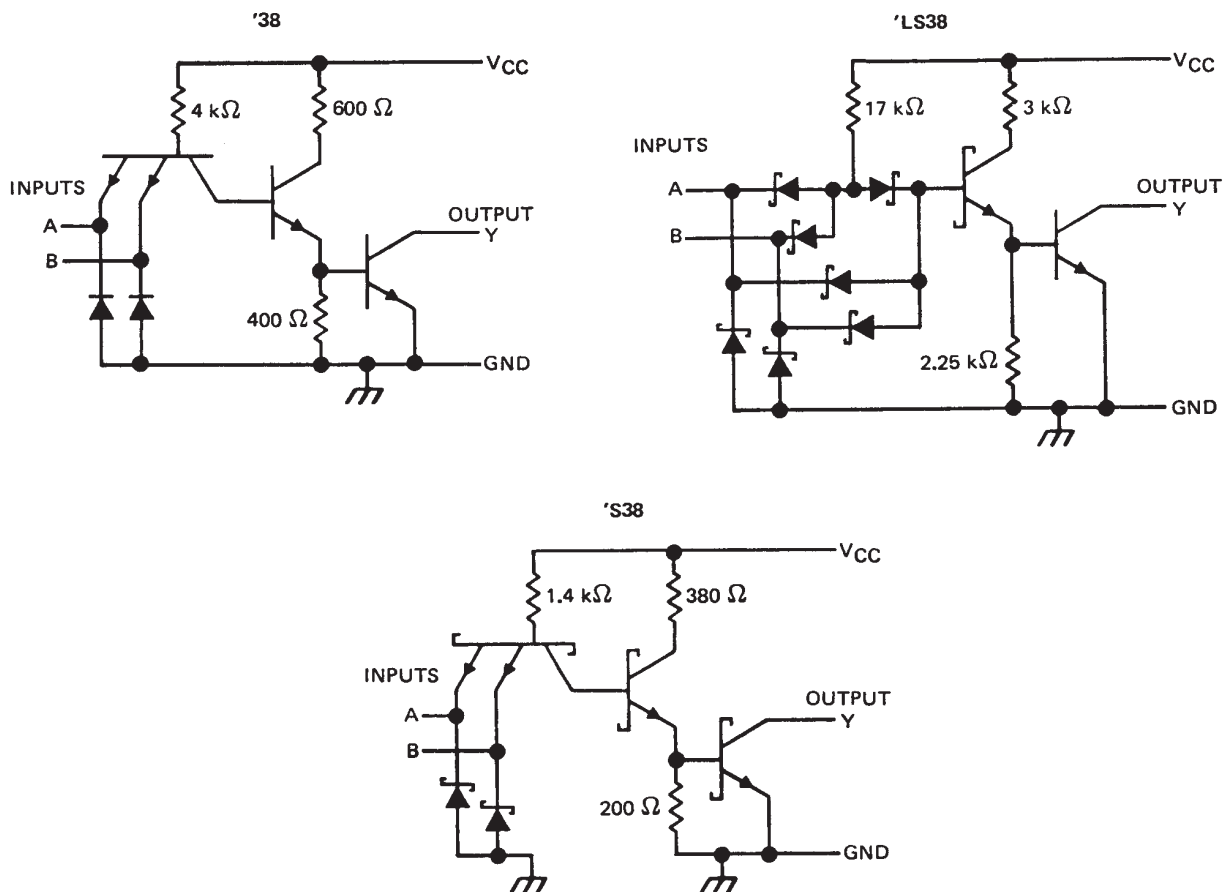 '38
VCC
4 kΩ
600 Ω
INPUTS
A
B
OUTPUT
Y
400 Ω
GND
'LS38
VCC
17 kΩ
3 kΩ
INPUTS
A
B
OUTPUT
Y
2.25 kΩ
GND
'S38
VCC
1.4 kΩ
380 Ω
INPUTS
A
B
OUTPUT
Y
200 Ω
GND